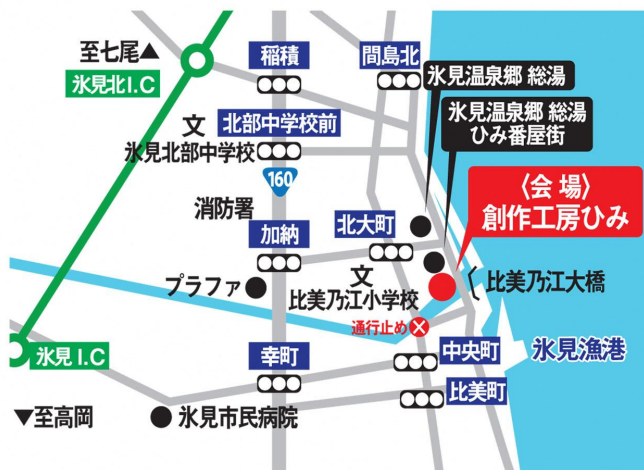 至七尾▲
氷見北I.C
稲積
間島北
氷見温泉郷 総湯
氷見温泉郷 総湯
ひみ番屋街
文
北部中学校前
氷見北部中学校
160
〈会 場〉
創作工房ひみ
消防署
北大町
加納
文
プラファ
比美乃江小学校
比美乃江大橋
通行止め
氷見 I.C
幸町
中央町
氷見漁港
比美町
▼至高岡
氷見市民病院